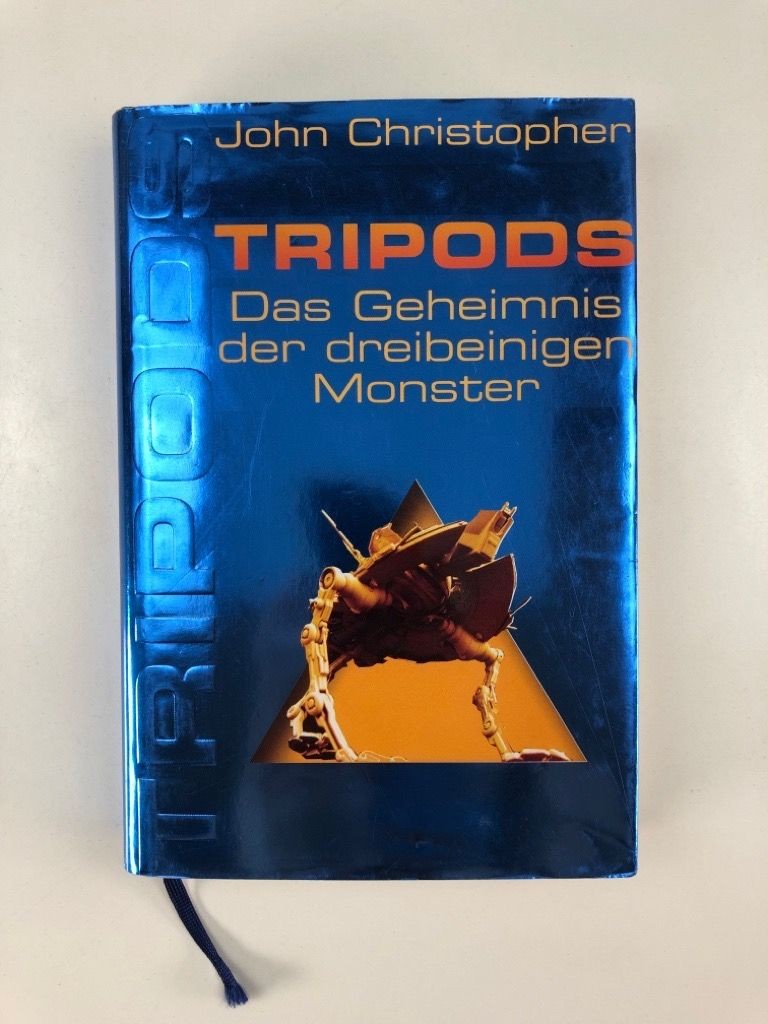 John Christopher
TRIPODS
Das Geheimnis
der dreibeinigen
Monster
TRIPODS